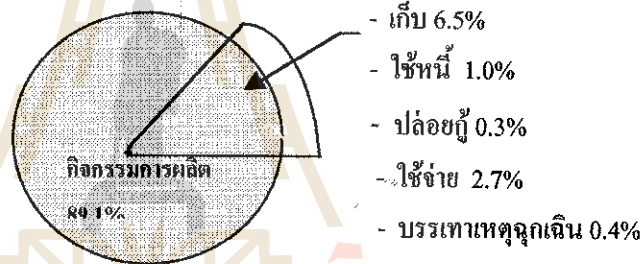 - เก็บ 6.5%
- ใช้หนี้ 1.0%
- ปล่อยกู้ 0.3%
- ใช้จ่าย 2.7%
- บรรเทาเหตุฉุกเฉิน 0.4%
กิจกรรมการผลิต
89.1%